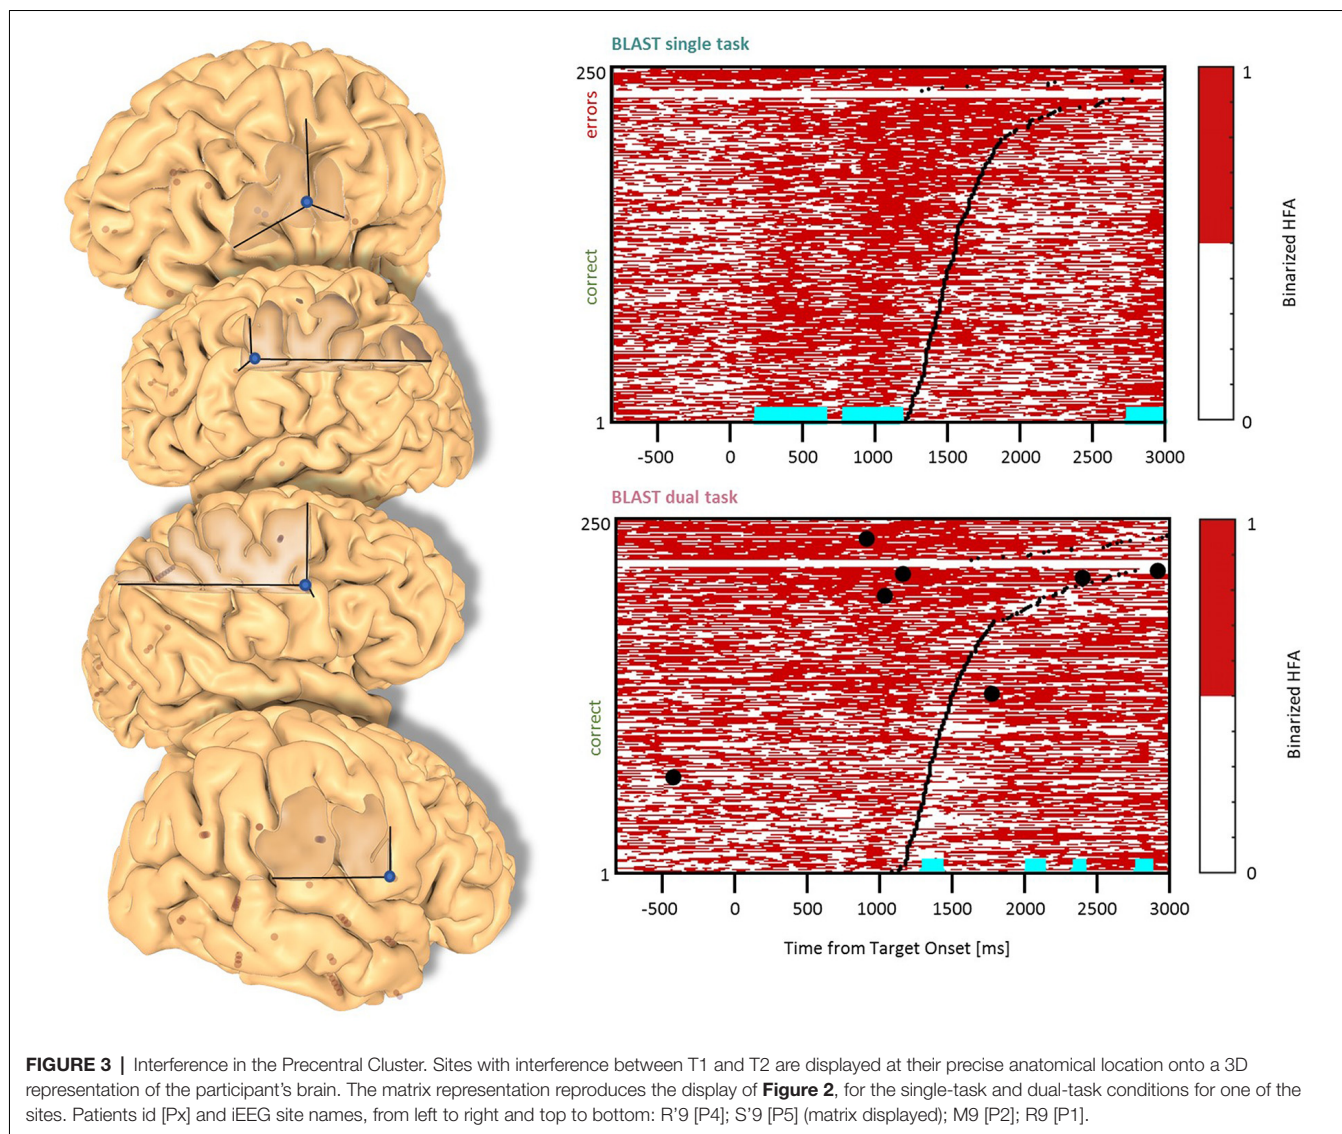 BLAST single task
250
errors
correct
1
-500 0 500 1000 1500 2000 2500 3000
1
0
Binarized HFA
BLAST dual task
250
correct
1
-500 0 500 1000 1500 2000 2500 3000
Time from Target Onset [ms]
1
0
Binarized HFA
FIGURE 3 | Interference in the Precentral Cluster. Sites with interference between T1 and T2 are displayed at their precise anatomical location onto a 3D
representation of the participant's brain. The matrix representation reproduces the display of Figure 2, for the single-task and dual-task conditions for one of the
sites. Patients id [Px] and iEEG site names, from left to right and top to bottom: R'9 [P4]; S'9 [P5] (matrix displayed); M9 [P2]; R9 [P1].